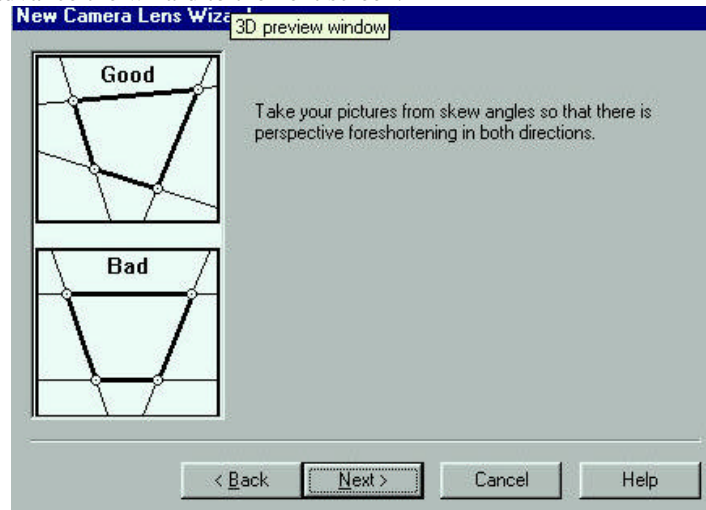 New Camera Lens
3D preview window
Good
Take your pictures from skew angles so that there is
perspective foreshortening in both directions.
Bad
< Back
Next >
Cancel
Help